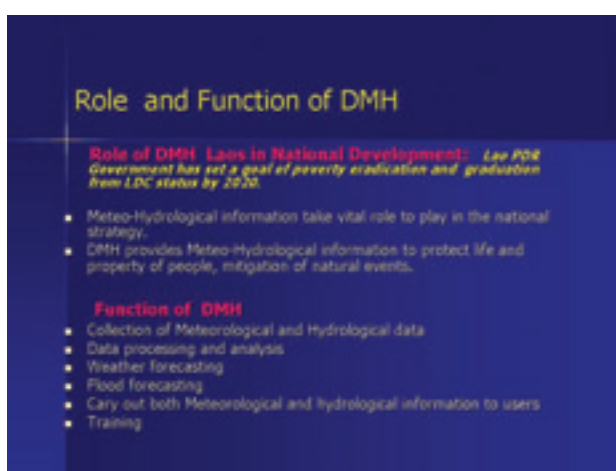 Role and Function of DMH
Role of DMH Laos in National Development: Lao PDR
Government has set a goal of poverty eradication and graduation
from LDC status by 2020.
Meteo-Hydrological information take vital role to play in the national
strategy.
DMH provides Meteo-Hydrological information to protect life and
property of people, mitigation of natural events.
Function of DMH
Collection of Meteorological and Hydrological data
Data processing and analysis
Weather forecasting
Flood forecasting
Cary out both Meteorological and hydrological information to users
Training